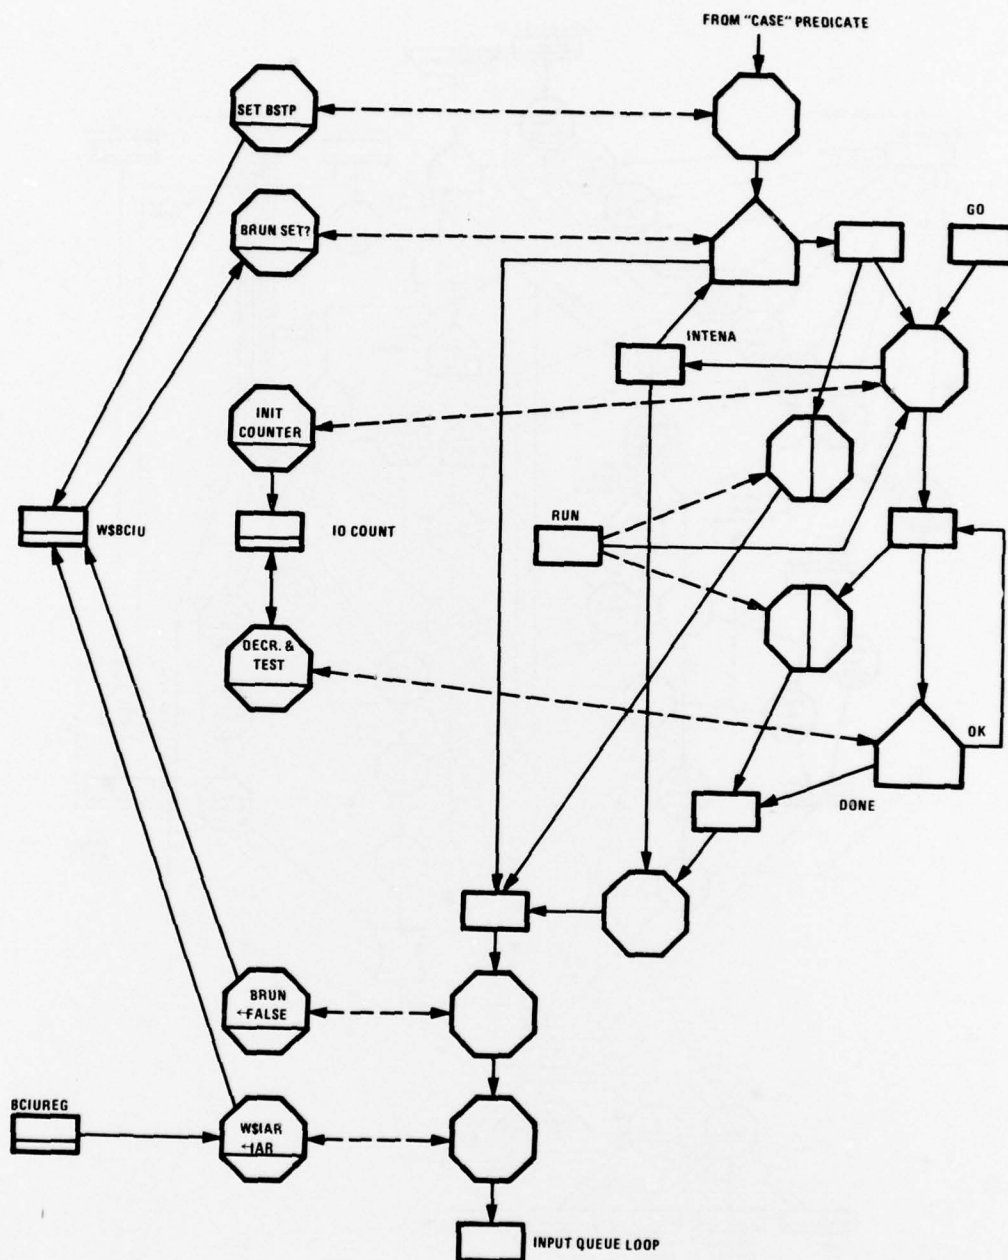 FROM "CASE" PREDICATE
SET BSTP
BRUN SET?
GO
INTENA
INIT
COUNTER
RUN
W$BCIU
IO COUNT
DECR. &
TEST
OK
DONE
BRUN
←FALSE
BCIUREG
W$IAR
←IAR
INPUT QUEUE LOOP